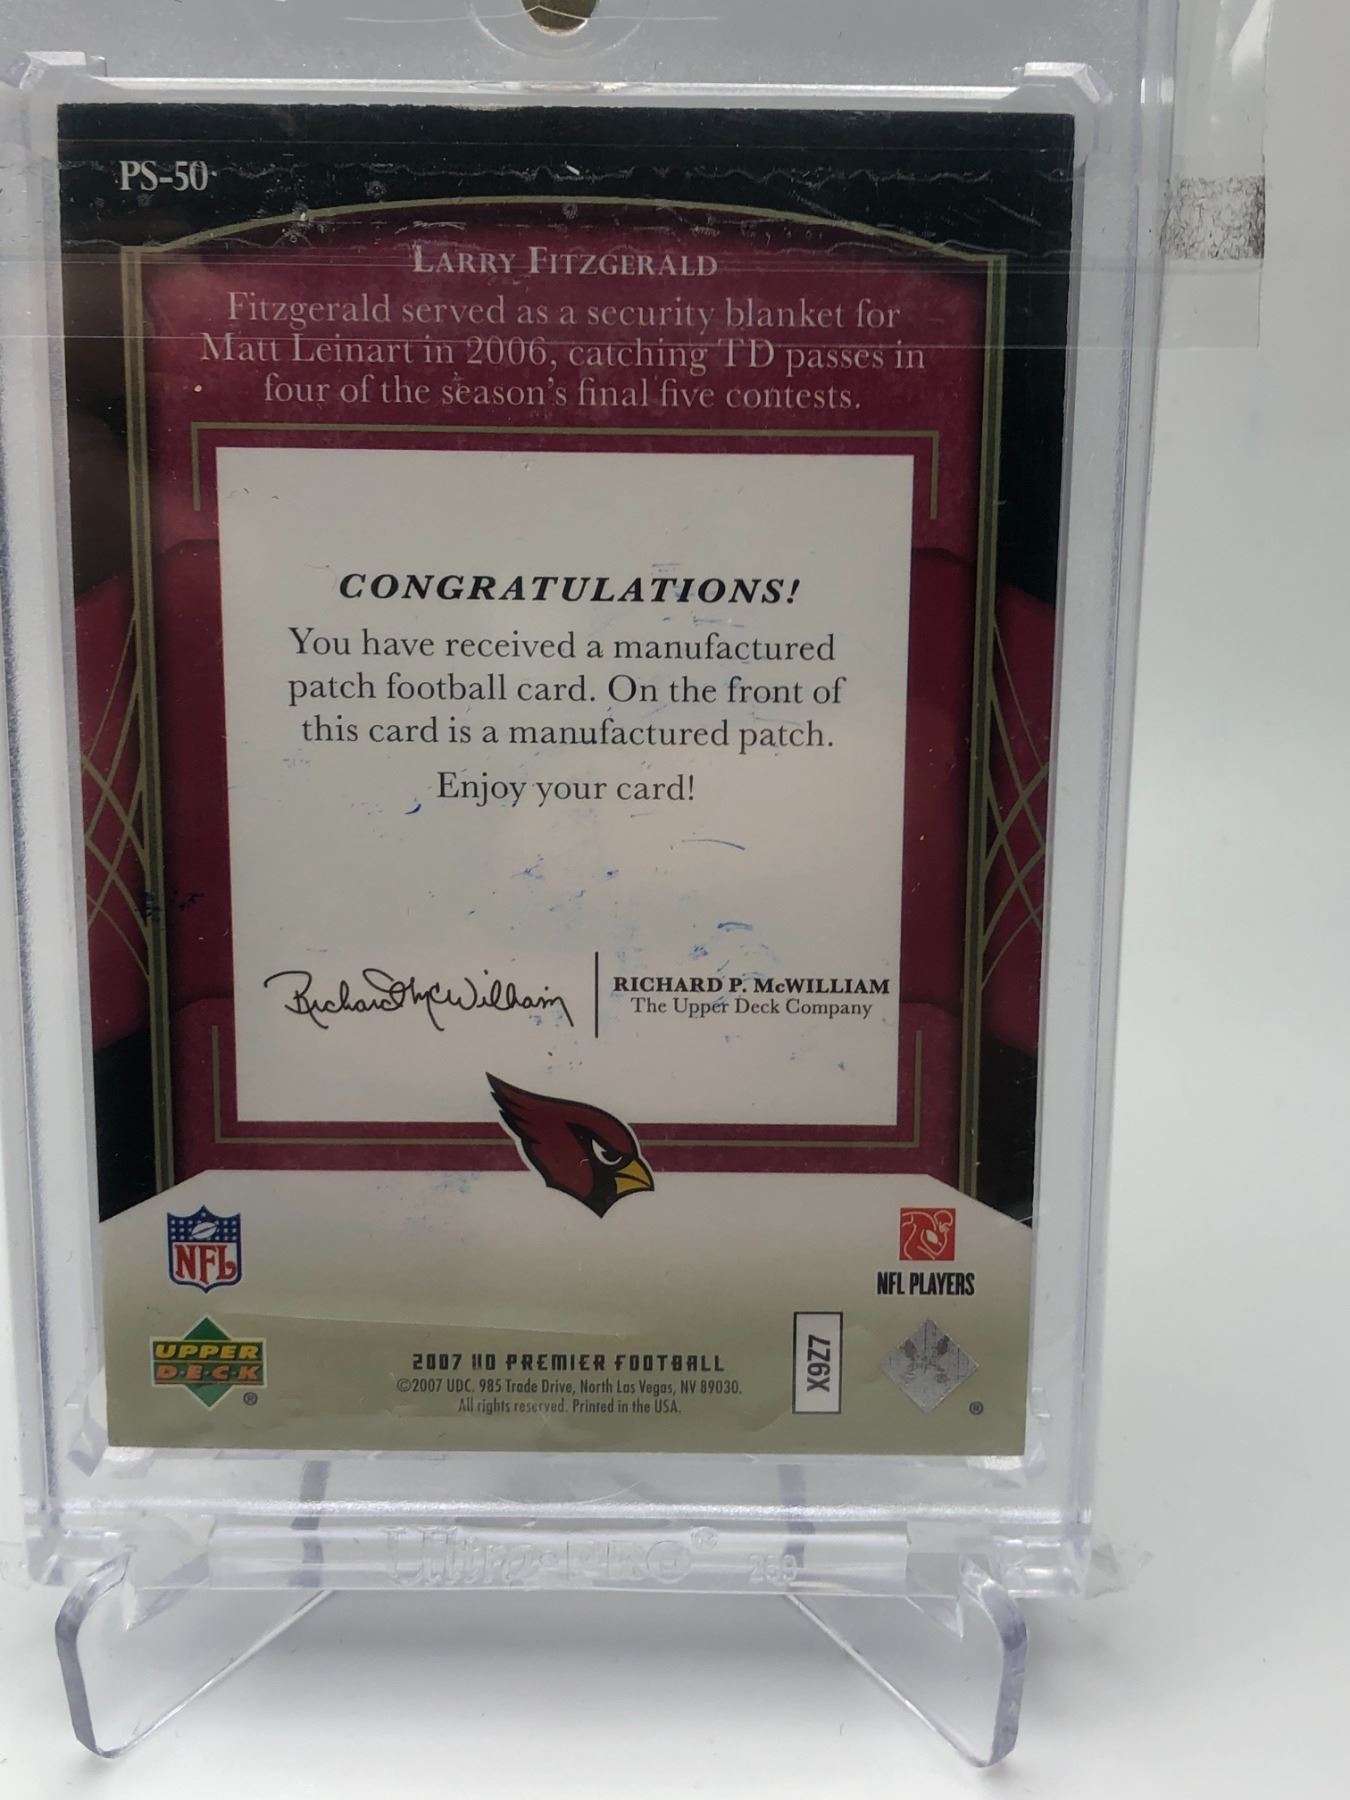 PS-50
LARRY FITZGERALD
Fitzgerald served as a security blanket for
Matt Leinart in 2006, catching TD passes in
four of the season's final five contests.
CONGRATULATIONS!
You have received a manufactured
patch football card. On the front of
this card is a manufactured patch.
Enjoy your card!
Richard P McWilliam
RICHARD P. McWILLIAM
The Upper Deck Company
NFL
NFL PLAYERS
UPPER
D·E·C·K
®
2007 UD PREMIER FOOTBALL
©2007 UDC. 985 Trade Drive, North Las Vegas, NV 89030.
All rights reserved. Printed in the USA.
X9Z7
®
Ultra·PRO®